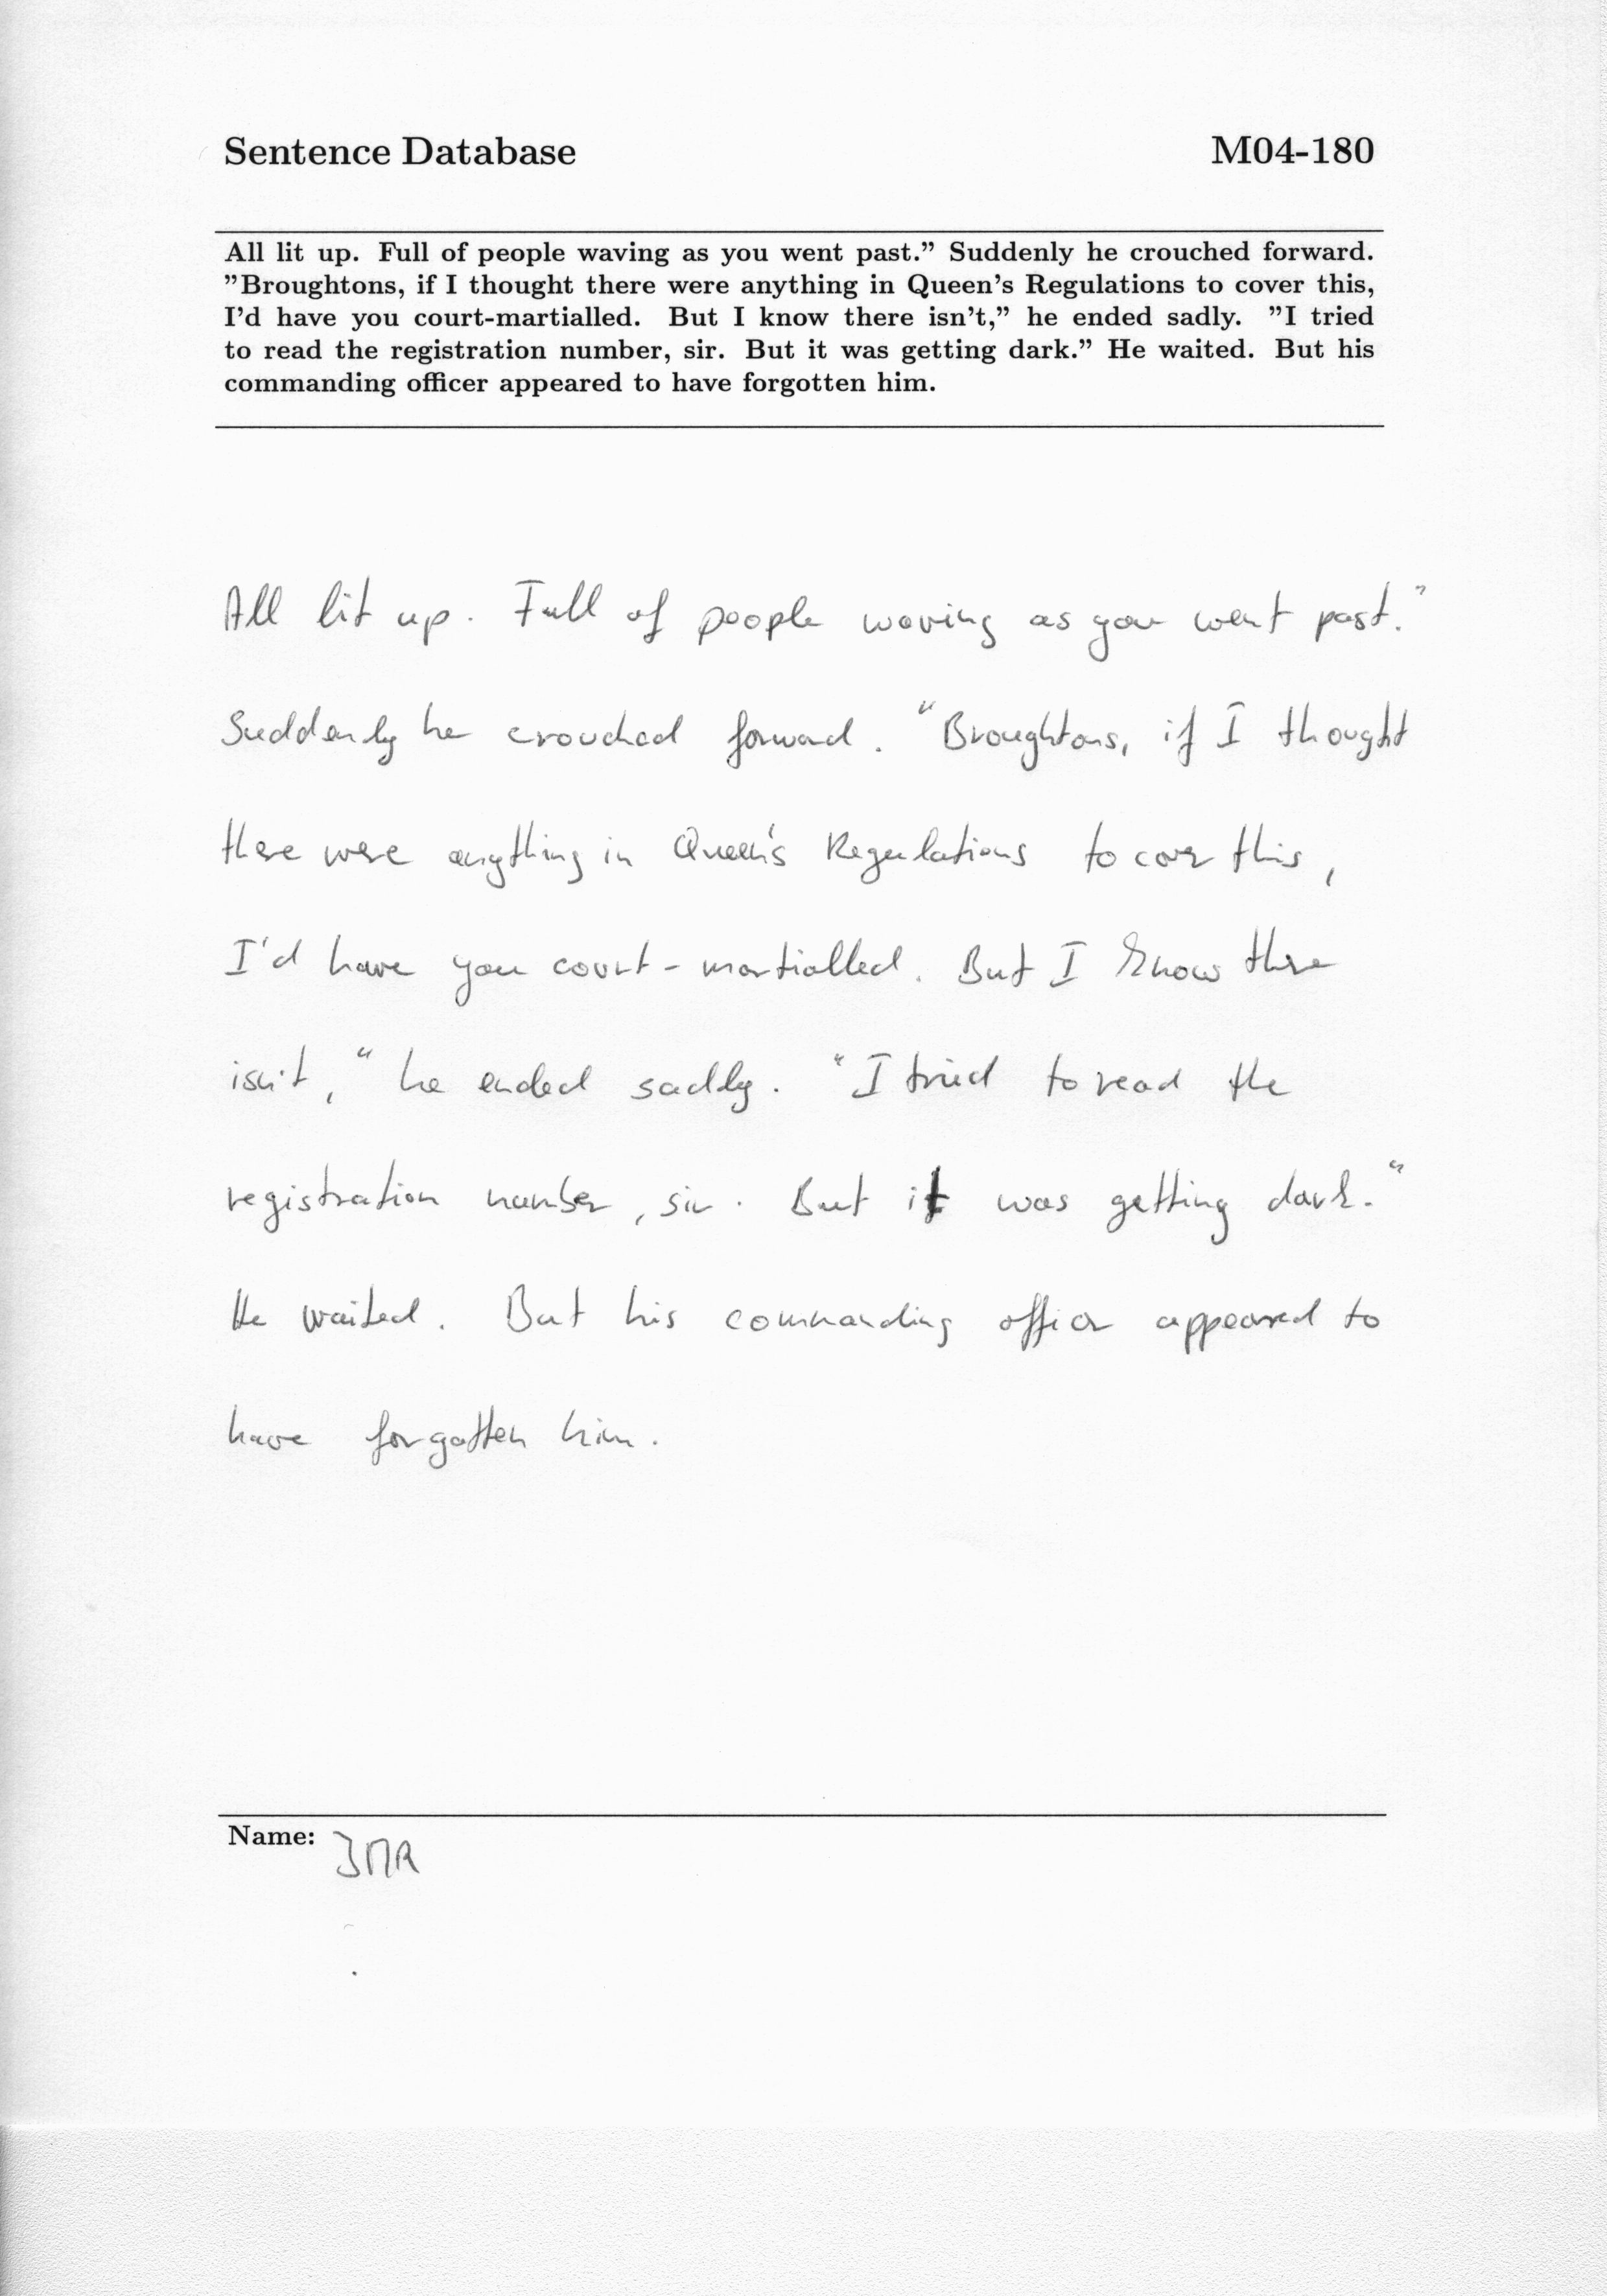 Sentence Database M04-180
All lit up. Full of people waving as you went past.” Suddenly he crouched forward.
”Broughtons, if I thought there were anything in Queen’s Regulations to cover this,
I’d have you court-martialled. But I know there isn’t,” he ended sadly. ”I tried
to read the registration number, sir. But it was getting dark.” He waited. But his
commanding officer appeared to have forgotten him.
All lit up. Full of people waving as you went past."
Suddenly he crouched forward. "Broughtons, if I thought
there were anything in Queen's Regulations to cover this,
I'd have you court-martialled. But I know there
isn't," he ended sadly. "I tried to read the
registration number, sir. But it was getting dark."
He waited. But his commanding officer appeared to
have forgotten him.
Name: JMR